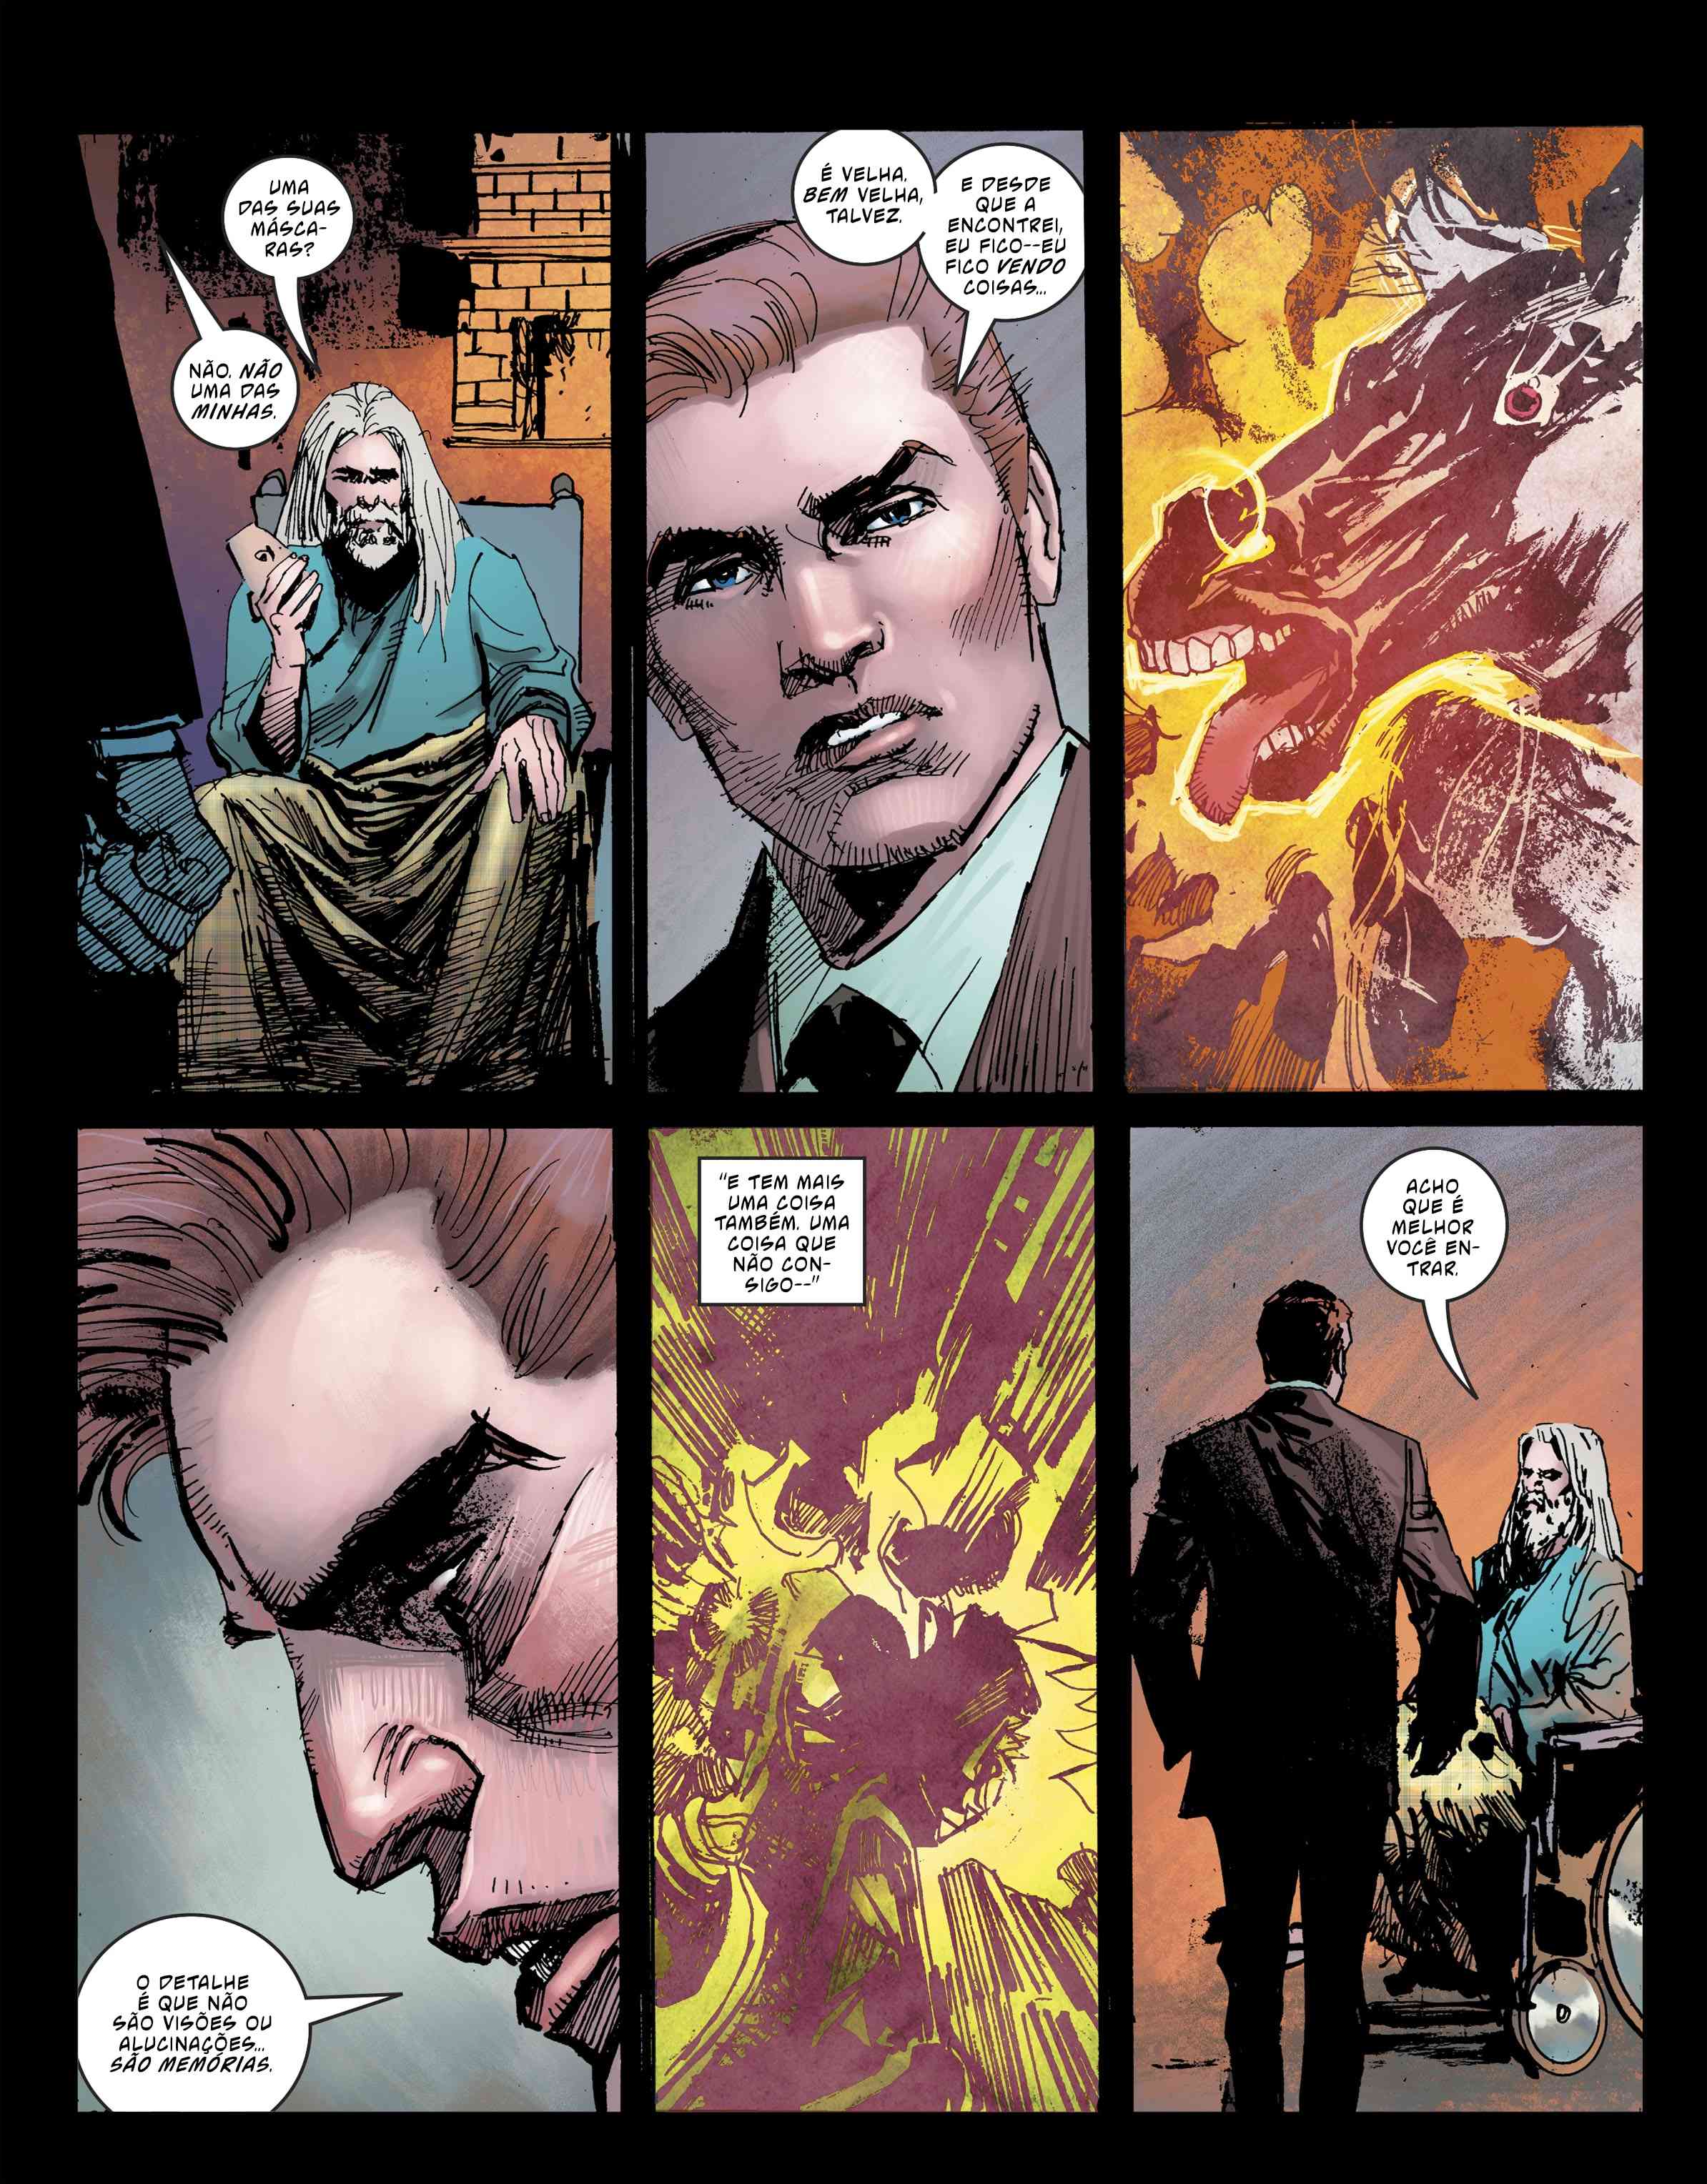 UMA
DAS SUAS
MÁSCA-
RAS?
NÃO. NÃO
UMA DAS
MINHAS.
É VELHA.
BEM VELHA,
TALVEZ.
E DESDE
QUE A
ENCONTREI,
EU FICO--EU
FICO VENDO
COISAS...
O DETALHE
É QUE NÃO
SÃO VISÕES OU
ALUCINAÇÕES...
SÃO MEMÓRIAS.
"E TEM MAIS
UMA COISA
TAMBÉM. UMA
COISA QUE
NÃO CON-
SIGO--"
ACHO
QUE É
MELHOR
VOCÊ EN-
TRAR.